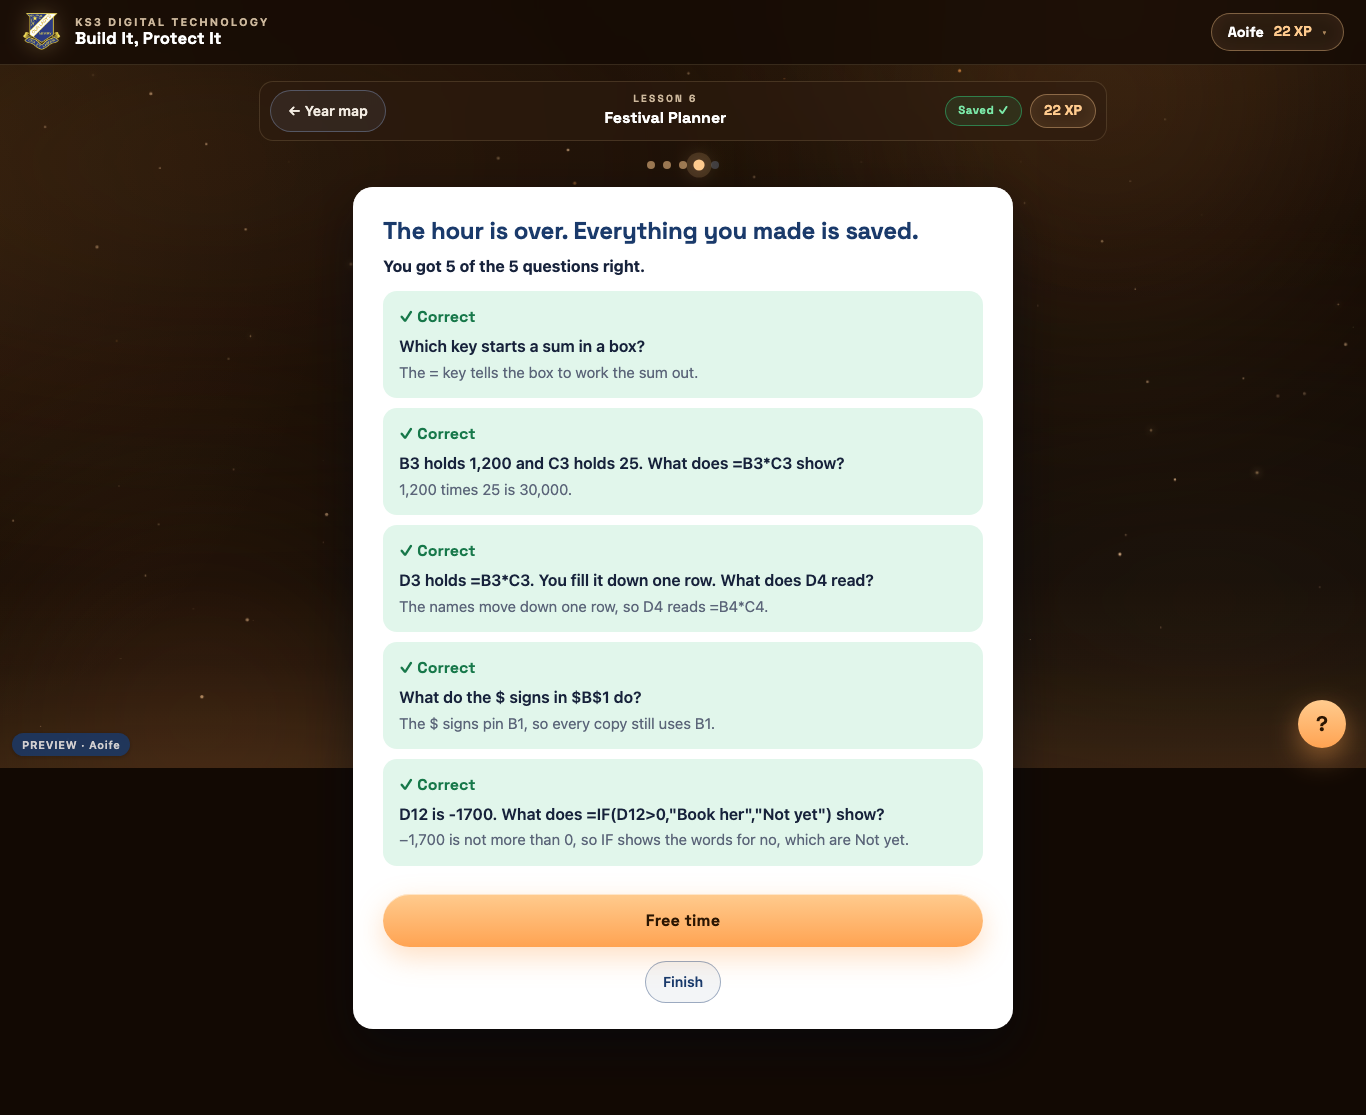 KS3 DIGITAL TECHNOLOGY
Build It, Protect It
Aoife 22 XP
← Year map
LESSON 6
Festival Planner
Saved ✓
22 XP
The hour is over. Everything you made is saved.
You got 5 of the 5 questions right.
✓ Correct
Which key starts a sum in a box?
The = key tells the box to work the sum out.
✓ Correct
B3 holds 1,200 and C3 holds 25. What does =B3*C3 show?
1,200 times 25 is 30,000.
✓ Correct
D3 holds =B3*C3. You fill it down one row. What does D4 read?
The names move down one row, so D4 reads =B4*C4.
✓ Correct
What do the $ signs in $B$1 do?
The $ signs pin B1, so every copy still uses B1.
✓ Correct
D12 is -1700. What does =IF(D12>0,"Book her","Not yet") show?
−1,700 is not more than 0, so IF shows the words for no, which are Not yet.
Free time
Finish
PREVIEW · Aoife
?